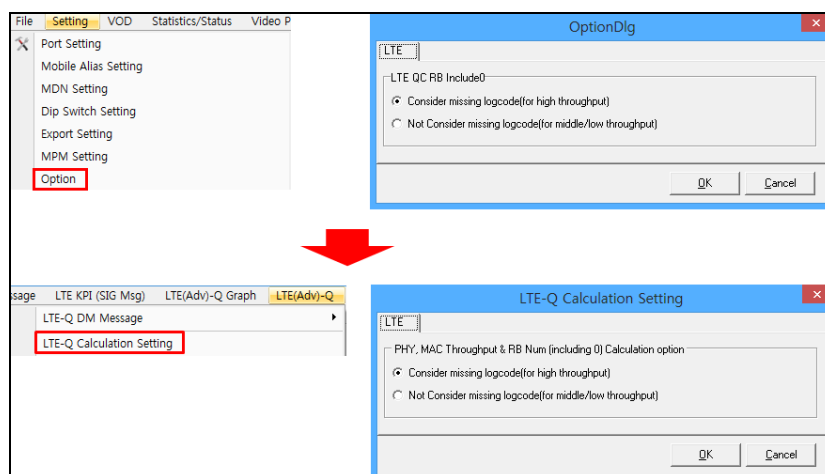 File Setting VOD Statistics/Status Video P
Port Setting
Mobile Alias Setting
MDN Setting
Dip Switch Setting
Export Setting
MPM Setting
Option
OptionDlg
LTE
LTE QC RB Include0
Consider missing logcode(for high throughput)
Not Consider missing logcode(for middle/low throughput)
OK Cancel
ssage LTE KPI (SIG Msg) LTE(Adv)-Q Graph LTE(Adv)-Q
LTE-Q DM Message
LTE-Q Calculation Setting
LTE-Q Calculation Setting
LTE
PHY, MAC Throughput & RB Num (including 0) Calculation option
Consider missing logcode(for high throughput)
Not Consider missing logcode(for middle/low throughput)
OK Cancel